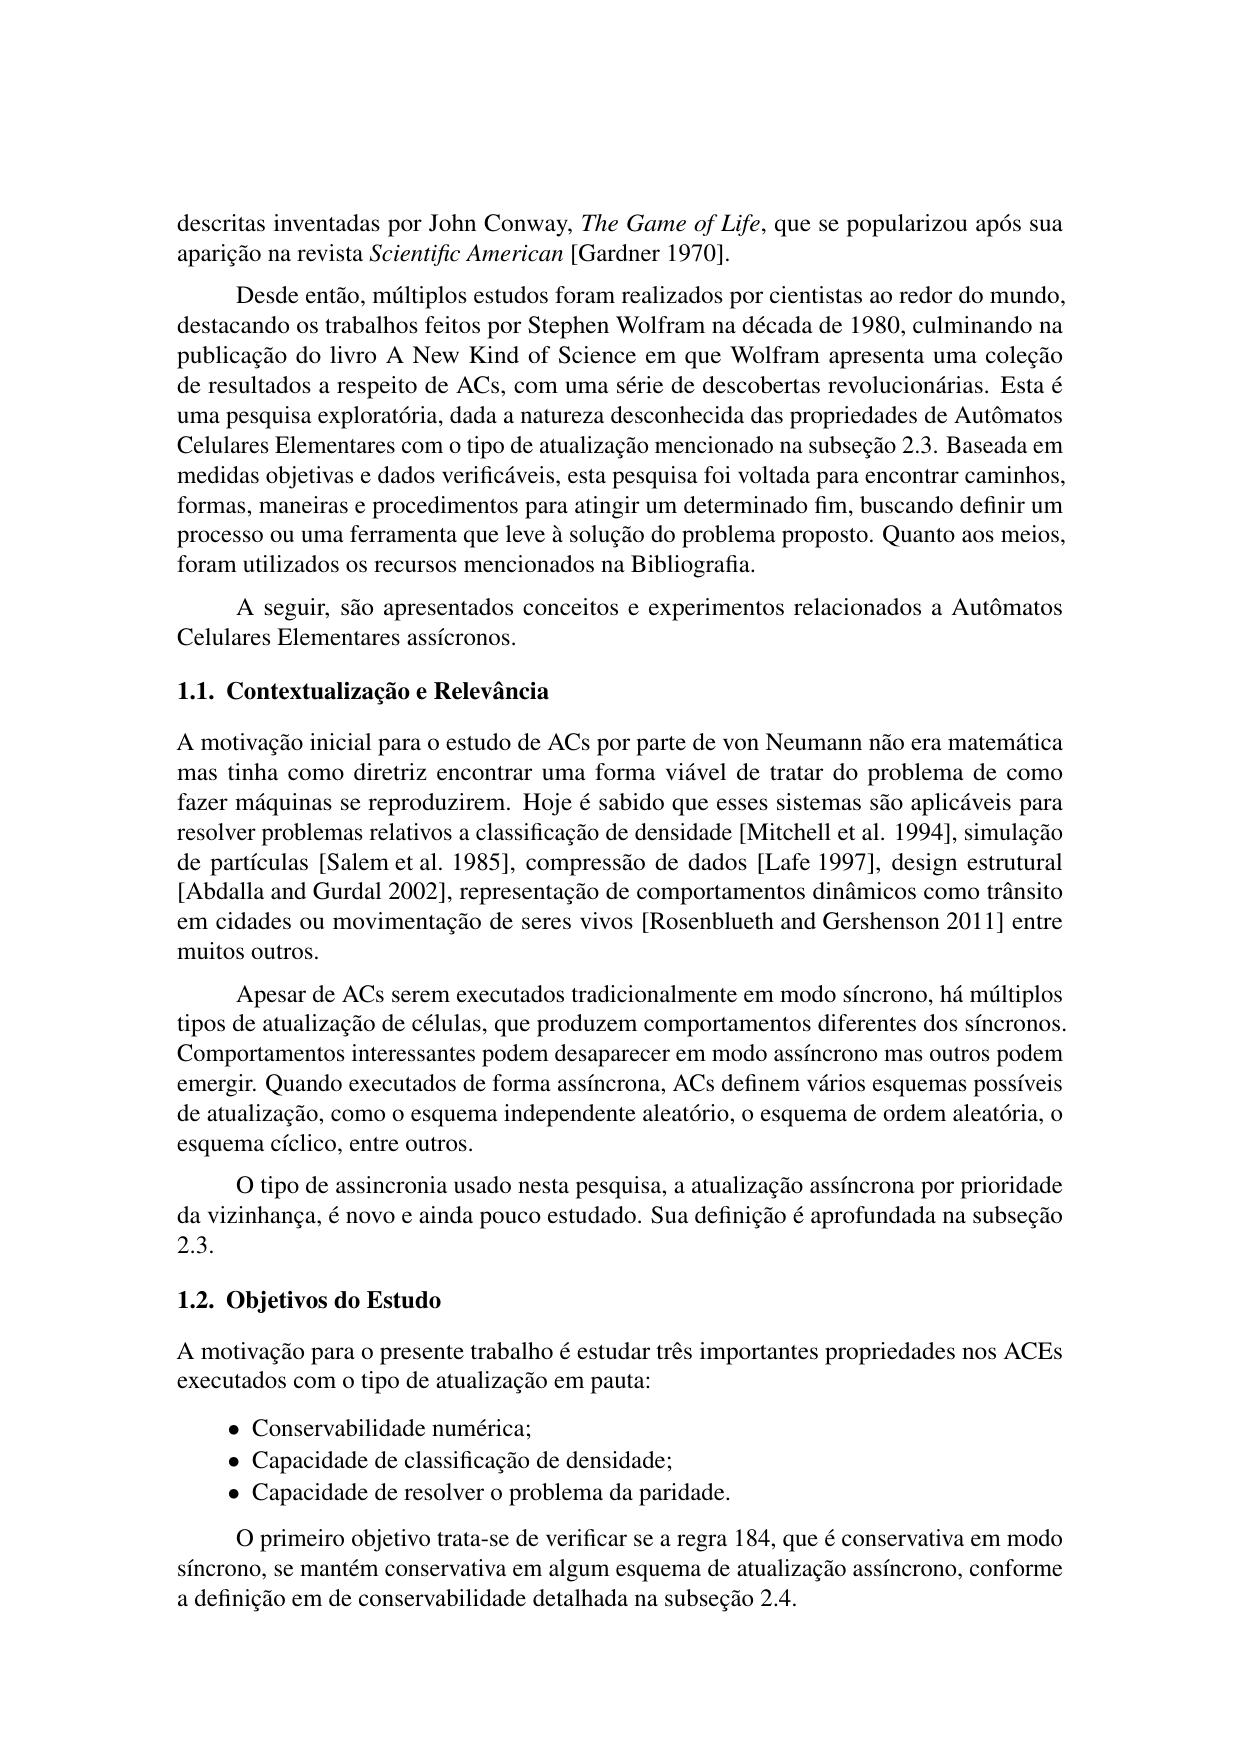 descritas inventadas por John Conway, The Game of Life, que se popularizou após sua
aparição na revista Scientific American [Gardner 1970].
Desde então, múltiplos estudos foram realizados por cientistas ao redor do mundo,
destacando os trabalhos feitos por Stephen Wolfram na década de 1980, culminando na
publicação do livro A New Kind of Science em que Wolfram apresenta uma coleção
de resultados a respeito de ACs, com uma série de descobertas revolucionárias. Esta é
uma pesquisa exploratória, dada a natureza desconhecida das propriedades de Autômatos
Celulares Elementares com o tipo de atualização mencionado na subseção 2.3. Baseada em
medidas objetivas e dados verificáveis, esta pesquisa foi voltada para encontrar caminhos,
formas, maneiras e procedimentos para atingir um determinado fim, buscando definir um
processo ou uma ferramenta que leve à solução do problema proposto. Quanto aos meios,
foram utilizados os recursos mencionados na Bibliografia.
A seguir, são apresentados conceitos e experimentos relacionados a Autômatos
Celulares Elementares assícronos.
1.1. Contextualização e Relevância
A motivação inicial para o estudo de ACs por parte de von Neumann não era matemática
mas tinha como diretriz encontrar uma forma viável de tratar do problema de como
fazer máquinas se reproduzirem. Hoje é sabido que esses sistemas são aplicáveis para
resolver problemas relativos a classificação de densidade [Mitchell et al. 1994], simulação
de partículas [Salem et al. 1985], compressão de dados [Lafe 1997], design estrutural
[Abdalla and Gurdal 2002], representação de comportamentos dinâmicos como trânsito
em cidades ou movimentação de seres vivos [Rosenblueth and Gershenson 2011] entre
muitos outros.
Apesar de ACs serem executados tradicionalmente em modo síncrono, há múltiplos
tipos de atualização de células, que produzem comportamentos diferentes dos síncronos.
Comportamentos interessantes podem desaparecer em modo assíncrono mas outros podem
emergir. Quando executados de forma assíncrona, ACs definem vários esquemas possíveis
de atualização, como o esquema independente aleatório, o esquema de ordem aleatória, o
esquema cíclico, entre outros.
O tipo de assincronia usado nesta pesquisa, a atualização assíncrona por prioridade
da vizinhança, é novo e ainda pouco estudado. Sua definição é aprofundada na subseção
2.3.
1.2. Objetivos do Estudo
A motivação para o presente trabalho é estudar três importantes propriedades nos ACEs
executados com o tipo de atualização em pauta:
• Conservabilidade numérica;
• Capacidade de classificação de densidade;
• Capacidade de resolver o problema da paridade.
O primeiro objetivo trata-se de verificar se a regra 184, que é conservativa em modo
síncrono, se mantém conservativa em algum esquema de atualização assíncrono, conforme
a definição em de conservabilidade detalhada na subseção 2.4.